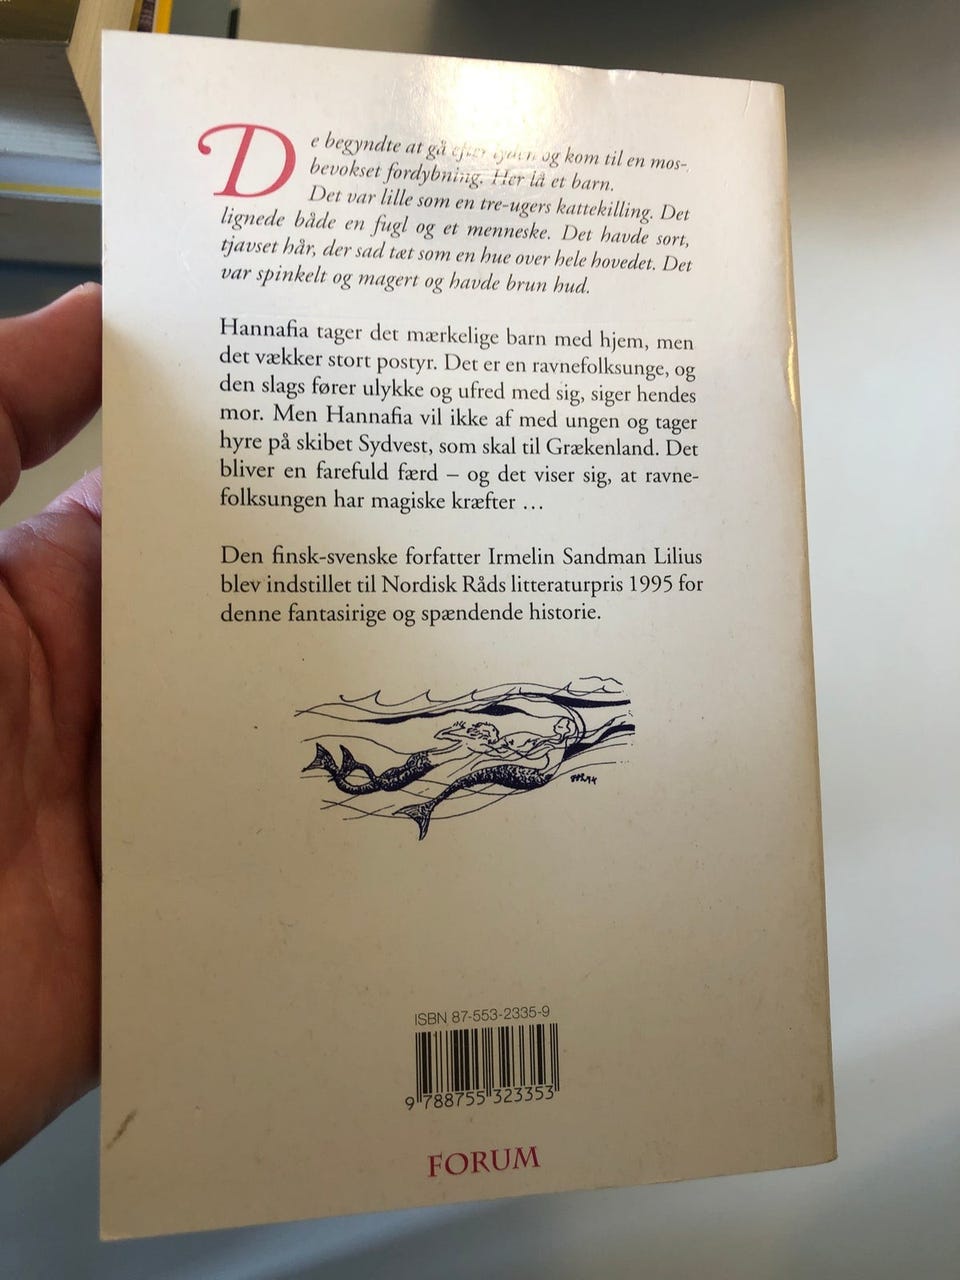 De begyndte at gå efter lyden og kom til en mos-
bevokset fordybning. Her lå et barn.
Det var lille som en tre-ugers kattekilling. Det
lignede både en fugl og et menneske. Det havde sort,
tjavset hår, der sad tæt som en hue over hele hovedet. Det
var spinkelt og magert og havde brun hud.
Hannafia tager det mærkelige barn med hjem, men
det vækker stort postyr. Det er en ravnefolksunge, og
den slags fører ulykke og ufred med sig, siger hendes
mor. Men Hannafia vil ikke af med ungen og tager
hyre på skibet Sydvest, som skal til Grækenland. Det
bliver en farefuld færd – og det viser sig, at ravne-
folksungen har magiske kræfter ...
Den finsk-svenske forfatter Irmelin Sandman Lilius
blev indstillet til Nordisk Råds litteraturpris 1995 for
denne fantasirige og spændende historie.
ISBN 87-553-2335-9
9 788755 323353
FORUM